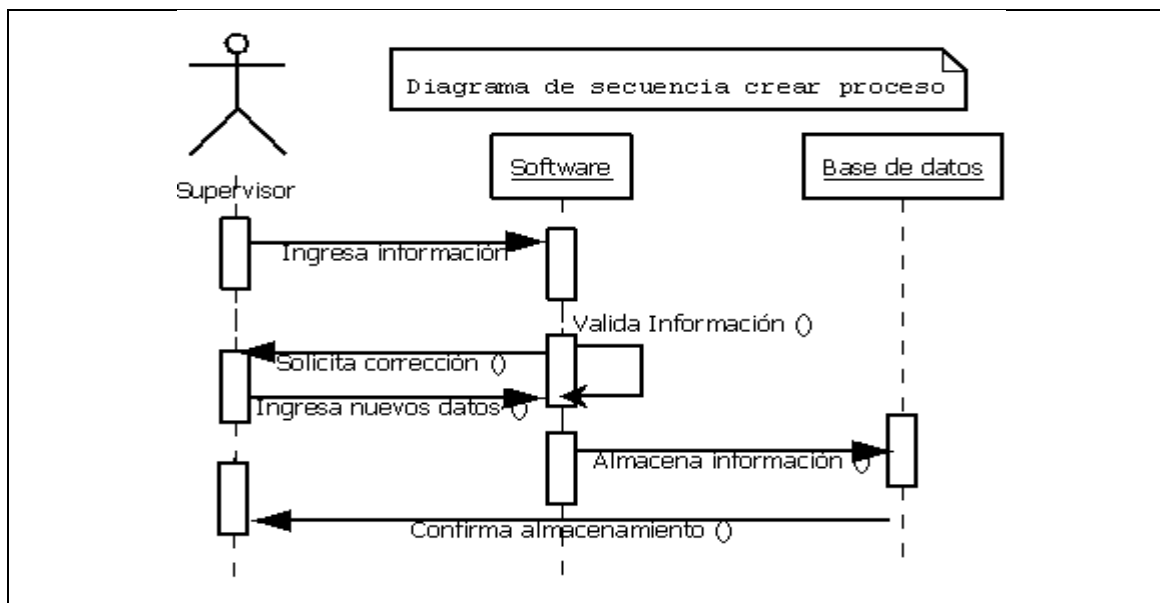 Diagrama de secuencia crear proceso
Supervisor
Software
Base de datos
Ingresa información
Valida Información ()
Solicita corrección ()
Ingresa nuevos datos ()
Almacena información ()
Confirma almacenamiento ()